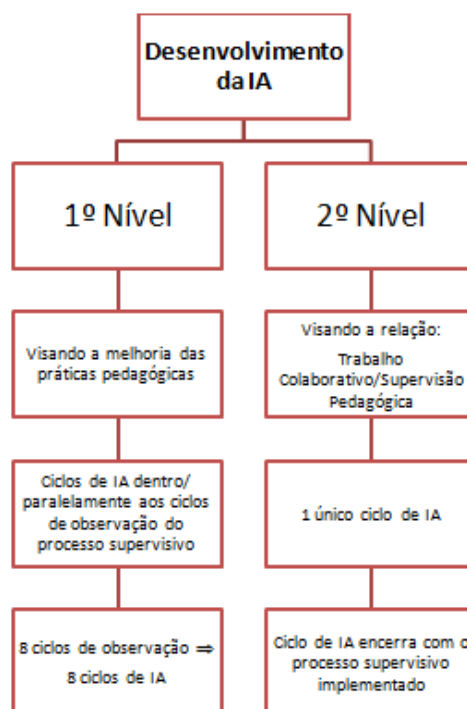 Desenvolvimento
da IA
1º Nível
2º Nível
Visando a melhoria das
práticas pedagógicas
Visando a relação:
Trabalho
Colaborativo/Supervisão
Pedagógica
Ciclos de IA dentro/
paralelamente aos ciclos
de observação do
processo supervisivo
1 único ciclo de IA
8 ciclos de observação ⇒
8 ciclos de IA
Ciclo de IA encerra com o
processo supervisivo
implementado